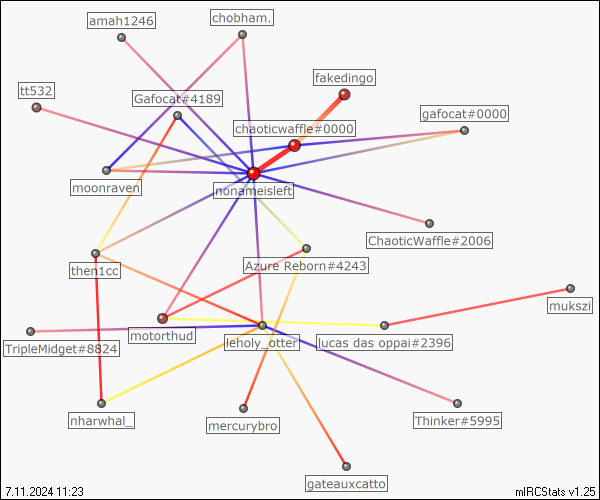 amah1246
chobham.
fakedingo
tt532
Gafocat#4189
gafocat#0000
chaoticwaffle#0000
moonraven
nonameisleft
ChaoticWaffle#2006
then1cc
Azure Reborn#4243
mukszi
motorthud
TripleMidget#8824
leholy_otter
lucas das oppai#2396
nharwhal_
mercurybro
Thinker#5995
gateauxcatto
7.11.2024 11:23
mIRCStats v1.25